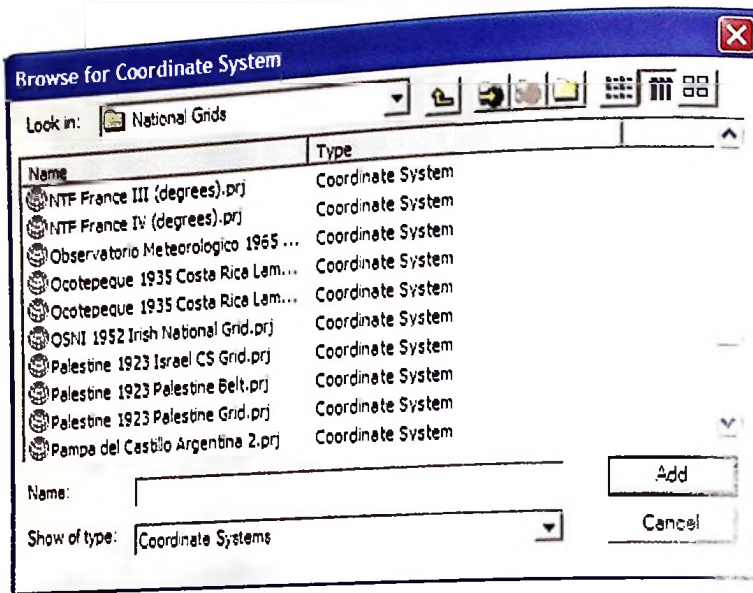 Browse for Coordinate System
Look in: National Grids
Name Type
NTF France III (degrees).prj Coordinate System
NTF France IV (degrees).prj Coordinate System
Observatorio Meteorologico 1965 ... Coordinate System
Ocotepeque 1935 Costa Rica Lam... Coordinate System
Ocotepeque 1935 Costa Rica Lam... Coordinate System
OSNI 1952 Irish National Grid.prj Coordinate System
Palestine 1923 Israel CS Grid.prj Coordinate System
Palestine 1923 Palestine Belt.prj Coordinate System
Palestine 1923 Palestine Grid.prj Coordinate System
Pampa del Castillo Argentina 2.prj Coordinate System
Name: Add
Show of type: Coordinate Systems Cancel